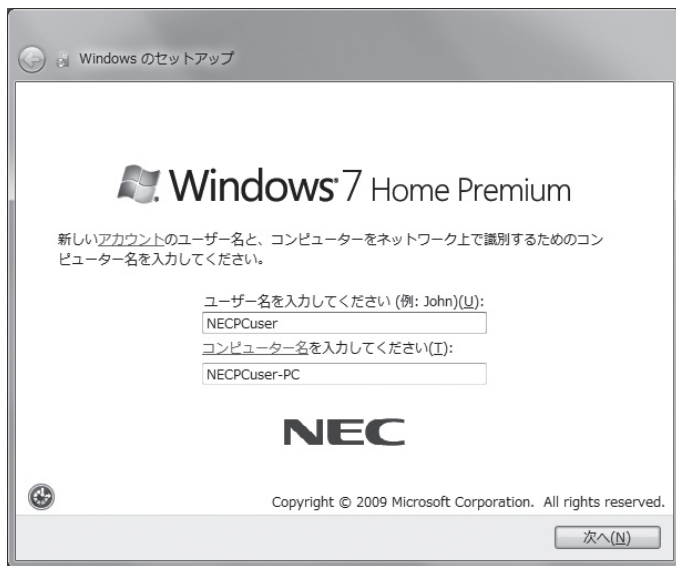 Windows のセットアップ
Windows 7 Home Premium
新しいアカウントのユーザー名と、コンピューターをネットワーク上で識別するためのコン
ピューター名を入力してください。
ユーザー名を入力してください (例: John)(U):
NECPCuser
コンピューター名を入力してください(T):
NECPCuser-PC
NEC
Copyright © 2009 Microsoft Corporation. All rights reserved.
次へ(N)